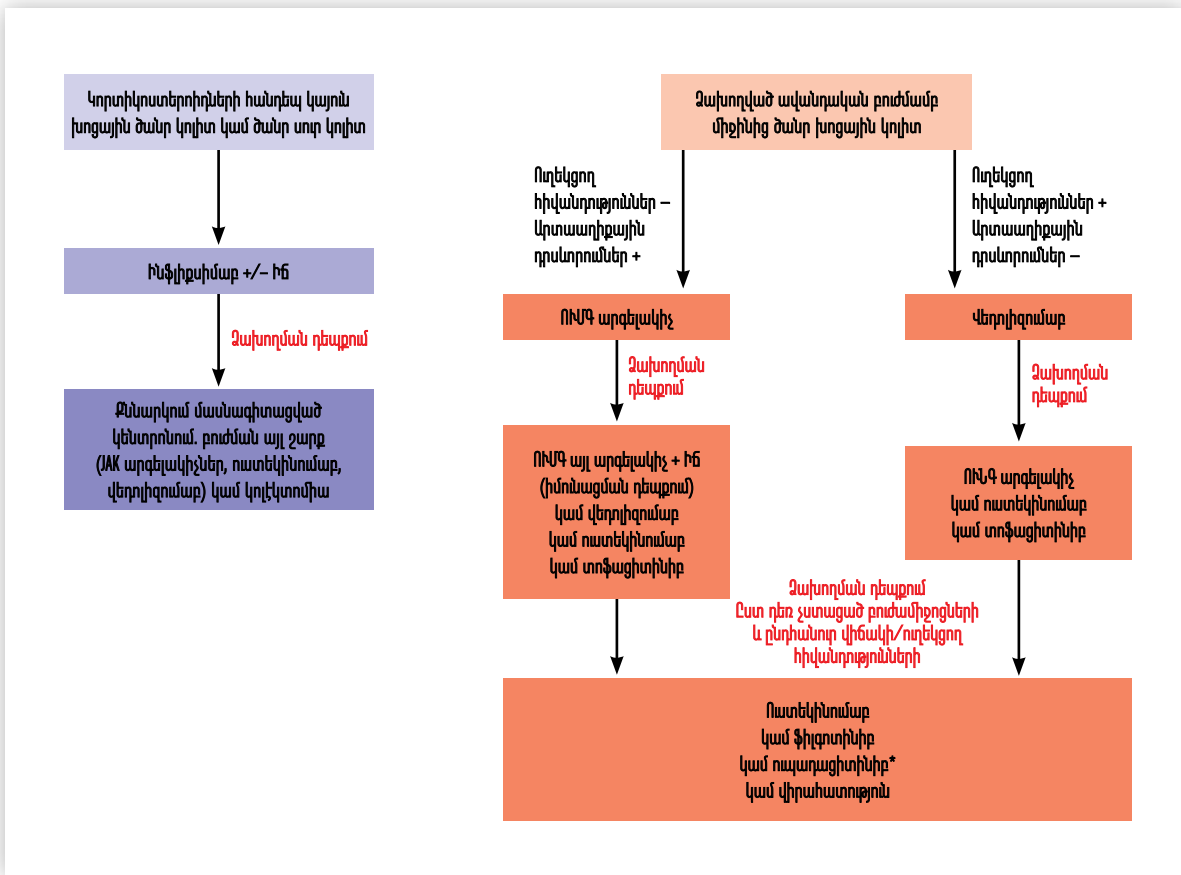 Կորտիկոստերոիդների հանդեպ կայուն
խոցային ծանր կոլիտ կամ ծանր սուր կոլիտ
Ինֆլիքսիմաբ +/– ԻՃ
Ձախողման դեպքում
Քննարկում մասնագիտացված
կենտրոնում. բուժման այլ շարք
(JAK արգելակիչներ, ուստեկինումաբ,
վեդոլիզումաբ) կամ կոլէկտոմիա
Ձախողված ավանդական բուժմամբ
միջինից ծանր խոցային կոլիտ
Ուղեկցող
հիվանդություններ –
Արտաաղիքային
դրսևորումներ +
Ուղեկցող
հիվանդություններ +
Արտաաղիքային
դրսևորումներ –
ՈՒՄԳ արգելակիչ
Վեդոլիզումաբ
Ձախողման
դեպքում
Ձախողման
դեպքում
ՈՒՄԳ այլ արգելակիչ + ԻՃ
(իմունացման դեպքում)
կամ վեդոլիզումաբ
կամ ուստեկինումաբ
կամ տոֆացիտինիբ
ՈՒՆԳ արգելակիչ
կամ ուստեկինումաբ
կամ տոֆացիտինիբ
Ձախողման դեպքում
Ըստ դեռ չստացած բուժամիջոցների
և ընդհանուր վիճակի/ուղեկցող
հիվանդությունների
Ուստեկինումաբ
կամ ֆիլգոտինիբ
կամ ուպադացիտինիբ*
կամ վիրահատություն